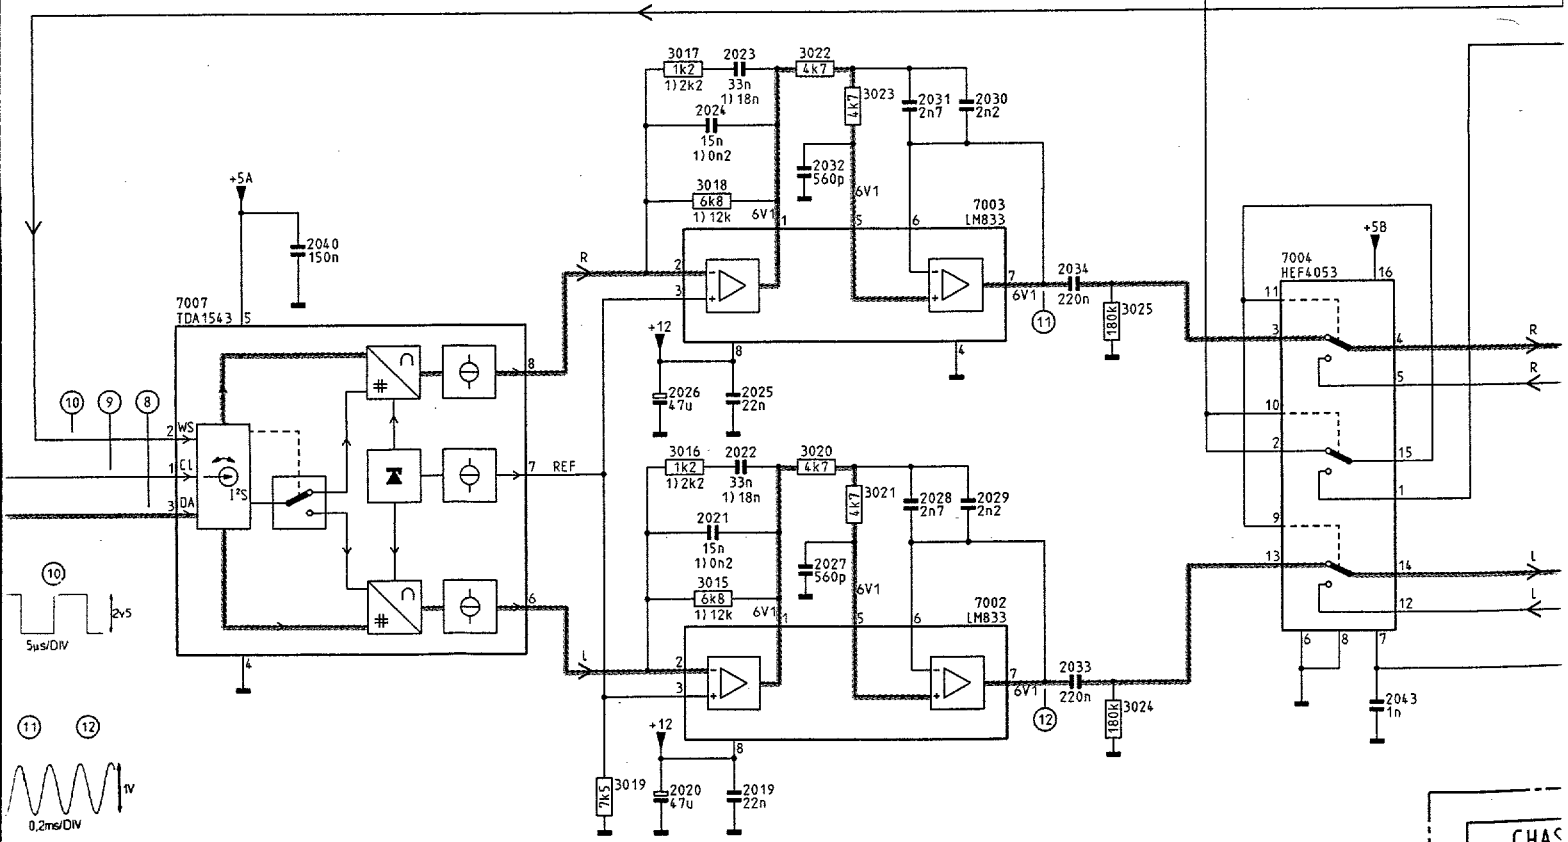 3017
1k2
1)2k2
2023
33n
1)18n
3022
4k7
2024
15n
1)0n2
4k7
3023
2031
2n7
2030
2n2
2032
560p
3018
6k8
1)12k
6V1
1
6V1
5
6
7003
LM833
+5A
2040
150n
R
2
-
3
+
-
+
7
6V1
2034
220n
11
180k
3025
+5B
7004
HEF4053
16
11
3
4
R
R
5
10
2
15
1
9
13
14
L
L
12
6
8
7
2043
1n
7007
TDA1543
5
8
+12
8
4
2026
47u
2025
22n
10
9
8
2
WS
1
CL
3
DA
I²S
#
∩
7
REF
#
∩
6
4
3016
1k2
1)2k2
2022
33n
1)18n
3020
4k7
2021
15n
1)0n2
4k7
3021
2028
2n7
2029
2n2
2027
560p
3015
6k8
1)12k
6V1
1
6V1
5
6
7002
LM833
L
2
-
3
+
-
+
7
6V1
2033
220n
12
180k
3024
+12
8
7k5
3019
2020
47u
2019
22n
10
2v5
5µs/DIV
11
12
1V
0,2ms/DIV
CHAS